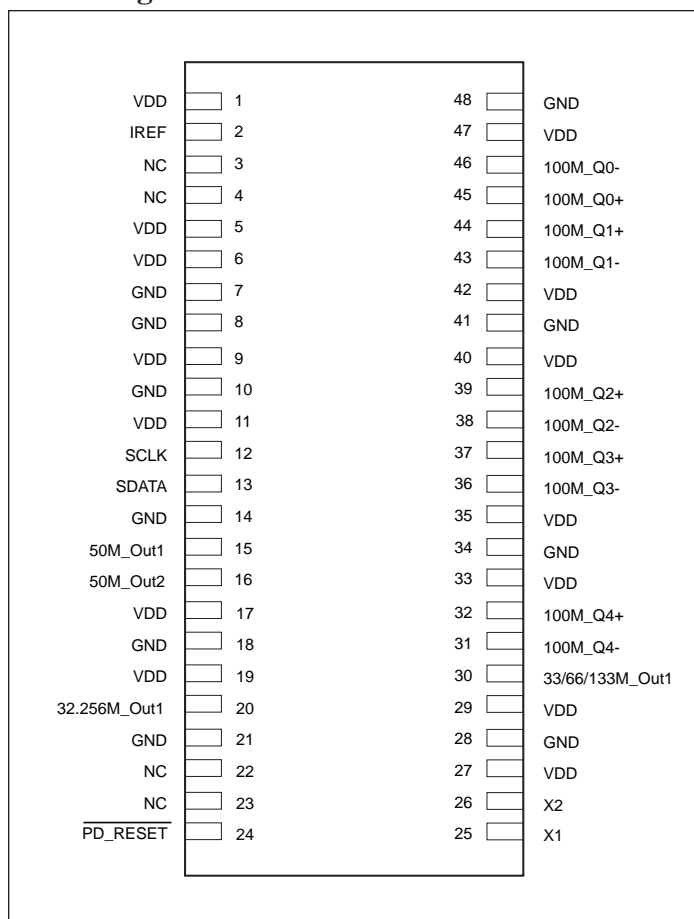 VDD 1 48 GND
IREF 2 47 VDD
NC 3 46 100M_Q0-
NC 4 45 100M_Q0+
VDD 5 44 100M_Q1+
VDD 6 43 100M_Q1-
GND 7 42 VDD
GND 8 41 GND
VDD 9 40 VDD
GND 10 39 100M_Q2+
VDD 11 38 100M_Q2-
SCLK 12 37 100M_Q3+
SDATA 13 36 100M_Q3-
GND 14 35 VDD
50M_Out1 15 34 GND
50M_Out2 16 33 VDD
VDD 17 32 100M_Q4+
GND 18 31 100M_Q4-
VDD 19 30 33/66/133M_Out1
32.256M_Out1 20 29 VDD
GND 21 28 GND
NC 22 27 VDD
NC 23 26 X2
PD_RESET 24 25 X1